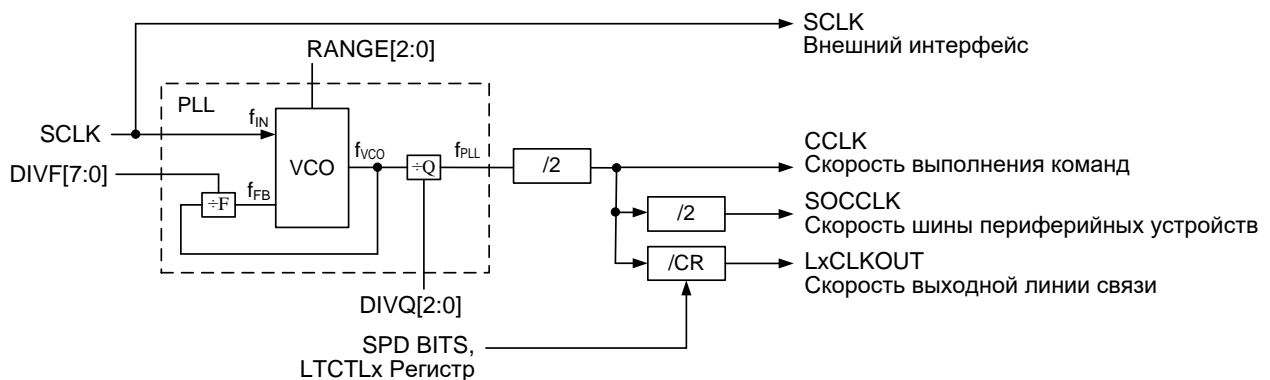 SCLK
Внешний интерфейс
RANGE[2:0]
PLL
SCLK
fIN
VCO
fVCO
÷Q
fPLL
/2
CCLK
Скорость выполнения команд
DIVF[7:0]
÷F
fFB
/2
SOCCLK
Скорость шины периферийных устройств
/CR
LxCLKOUT
Скорость выходной линии связи
DIVQ[2:0]
SPD BITS,
LTCTLx Регистр